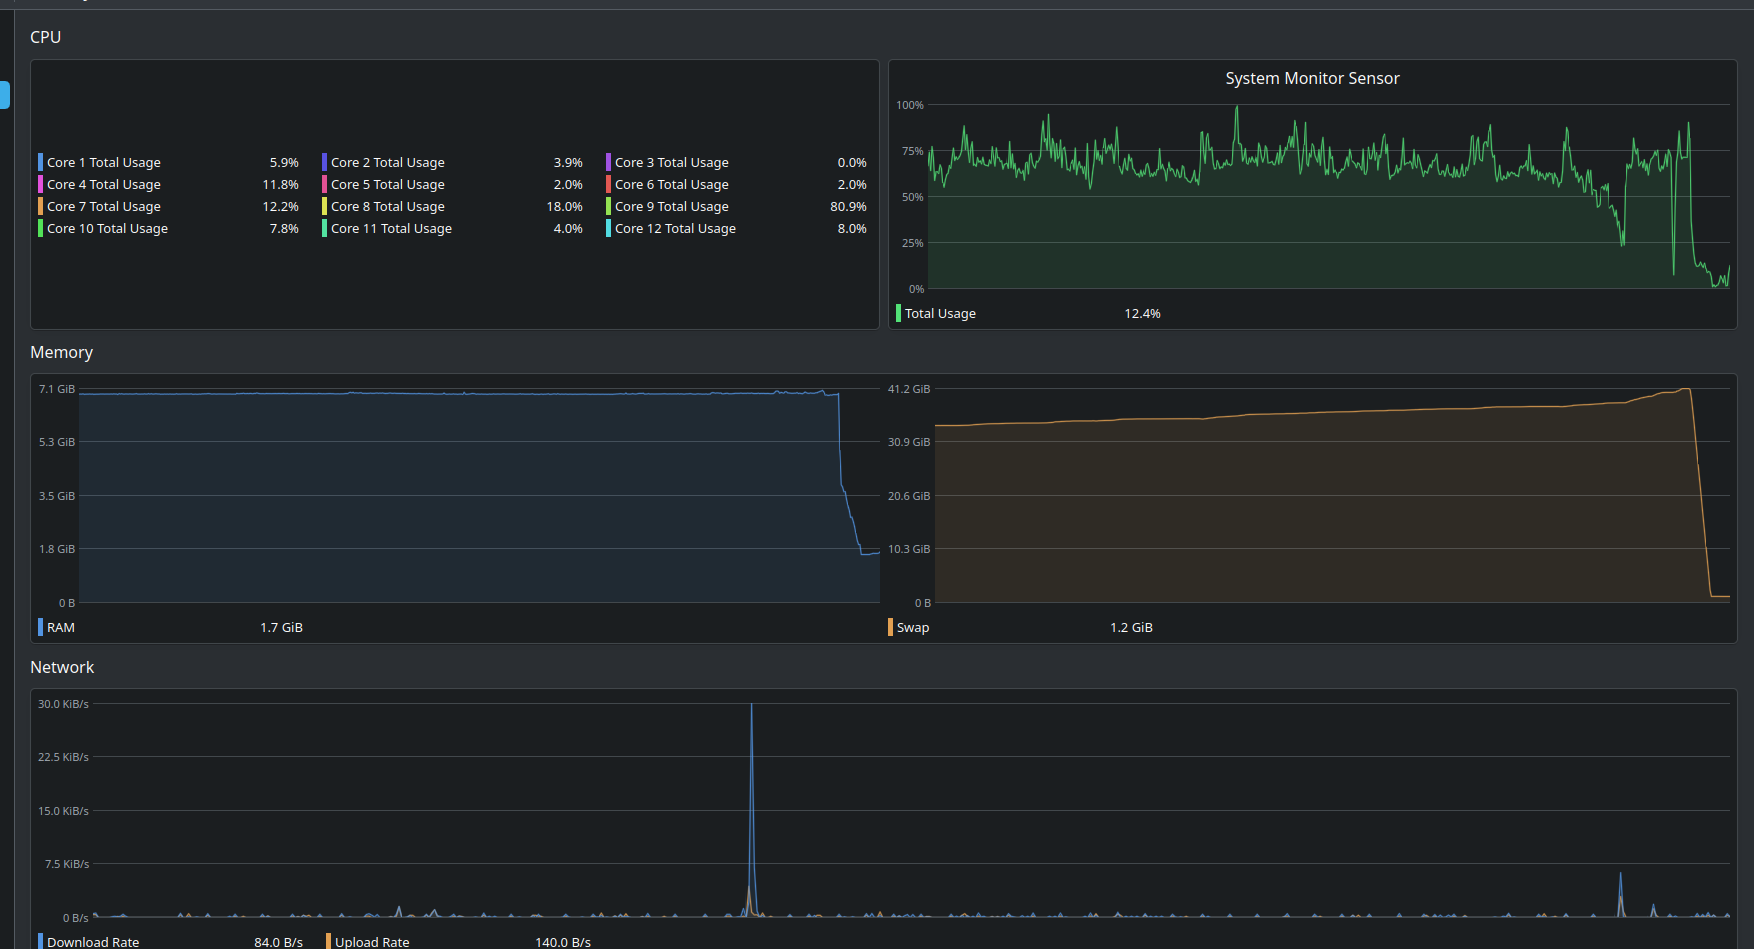 CPU
Core 1 Total Usage 5.9% Core 2 Total Usage 3.9% Core 3 Total Usage 0.0%
Core 4 Total Usage 11.8% Core 5 Total Usage 2.0% Core 6 Total Usage 2.0%
Core 7 Total Usage 12.2% Core 8 Total Usage 18.0% Core 9 Total Usage 80.9%
Core 10 Total Usage 7.8% Core 11 Total Usage 4.0% Core 12 Total Usage 8.0%
System Monitor Sensor
100%
75%
50%
25%
0%
Total Usage 12.4%
Memory
7.1 GiB
5.3 GiB
3.5 GiB
1.8 GiB
0 B
RAM 1.7 GiB
41.2 GiB
30.9 GiB
20.6 GiB
10.3 GiB
0 B
Swap 1.2 GiB
Network
30.0 KiB/s
22.5 KiB/s
15.0 KiB/s
7.5 KiB/s
0 B/s
Download Rate 84.0 B/s Upload Rate 140.0 B/s